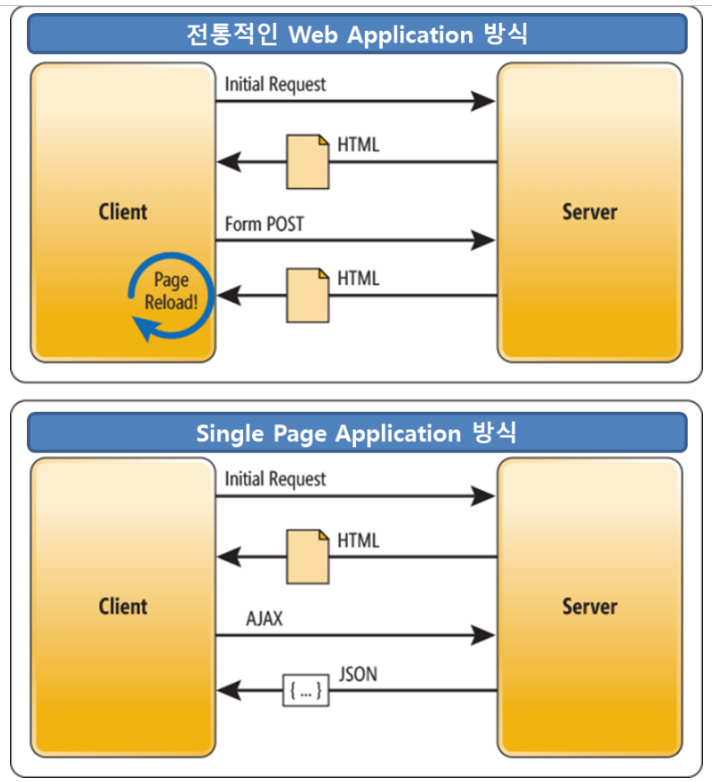 전통적인 Web Application 방식
Initial Request
HTML
Client
Server
Form POST
Page
Reload!
HTML
Single Page Application 방식
Initial Request
HTML
Client
Server
AJAX
JSON
{ ... }